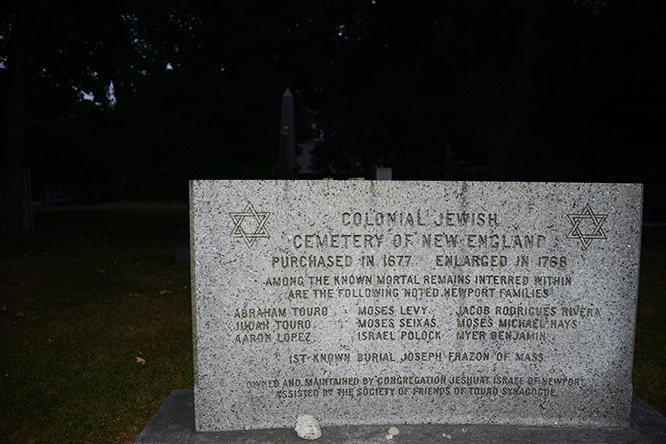 COLONIAL JEWISH
CEMETERY OF NEW ENGLAND
PURCHASED IN 1677 ENLARGED IN 1768
AMONG THE KNOWN MORTAL REMAINS INTERRED WITHIN
ARE THE FOLLOWING NOTED NEWPORT FAMILIES
ABRAHAM TOURO MOSES LEVY JACOB RODRIGUES RIVERA
JUDAH TOURO MOSES SEIXAS MOSES MICHAEL HAYS
AARON LOPEZ ISRAEL POLOCK MYER BENJAMIN
1ST KNOWN BURIAL JOSEPH FRAZON OF MASS.
OWNED AND MAINTAINED BY CONGREGATION JESHUAT ISRAEL OF NEWPORT
ASSISTED BY THE SOCIETY OF FRIENDS OF TOURO SYNAGOGUE